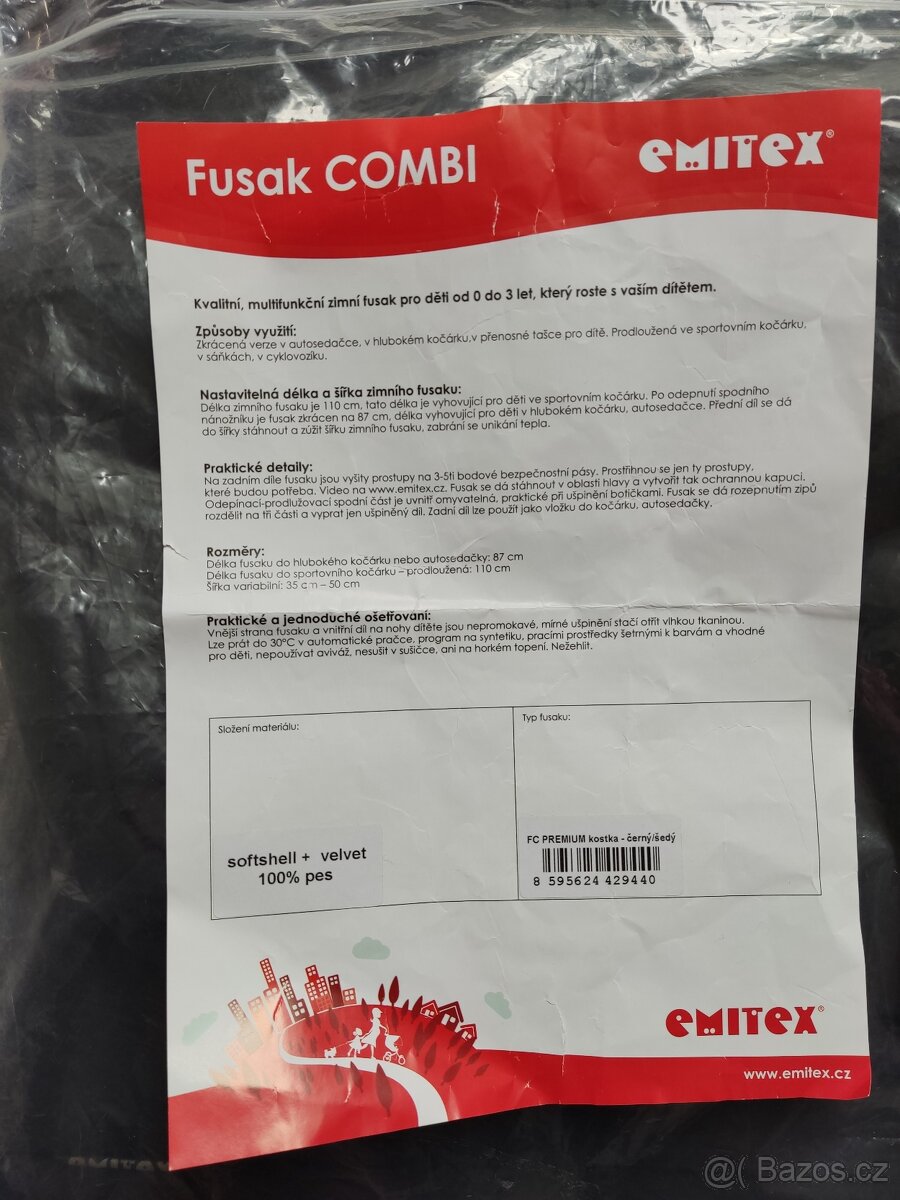 Fusak COMBI
emitex®
Kvalitní, multifunkční zimní fusak pro děti od 0 do 3 let, který roste s vaším dítětem.
Způsoby využití:
Zkrácená verze v autosedačce, v hlubokém kočárku,v přenosné tašce pro dítě. Prodloužená ve sportovním kočárku,
v sáňkách, v cyklovozíku.
Nastavitelná délka a šířka zimního fusaku:
Délka zimního fusaku je 110 cm, tato délka je vyhovující pro děti ve sportovním kočárku. Po odepnutí spodního
nánožníku je fusak zkrácen na 87 cm, délka vyhovující pro děti v hlubokém kočárku, autosedačce. Přední díl se dá
do šířky stáhnout a zúžit šířku zimního fusaku, zabrání se unikání tepla.
Praktické detaily:
Na zadním díle fusaku jsou vyšity prostupy na 3-5ti bodové bezpečnostní pásy. Prostřihnou se jen ty prostupy,
které budou potřeba. Video na www.emitex.cz. Fusak se dá stáhnout v oblasti hlavy a vytvořit tak ochrannou kapuci.
Odepínací-prodlužovací spodní část je uvnitř omyvatelná, praktické při ušpinění botičkami. Fusak se dá rozepnutím zipů
rozdělit na tři části a vyprat jen ušpiněný díl. Zadní díl lze použít jako vložku do kočárku, autosedačky.
Rozměry:
Délka fusaku do hlubokého kočárku nebo autosedačky: 87 cm
Délka fusaku do sportovního kočárku – prodloužená: 110 cm
Šířka variabilní: 35 cm – 50 cm
Praktické a jednoduché ošetřování:
Vnější strana fusaku a vnitřní díl na nohy dítěte jsou nepromokavé, mírné ušpinění stačí otřít vlhkou tkaninou.
Lze prát do 30°C v automatické pračce, program na syntetiku, pracími prostředky šetrnými k barvám a vhodné
pro děti, nepoužívat aviváž, nesušit v sušičce, ani na horkém topení. Nežehlit.
Složení materiálu:
Typ fusaku:
softshell + velvet
100% pes
FC PREMIUM kostka - černý/šedý
8 595624 429440
emitex®
www.emitex.cz
EMITEX
@( Bazos.cz